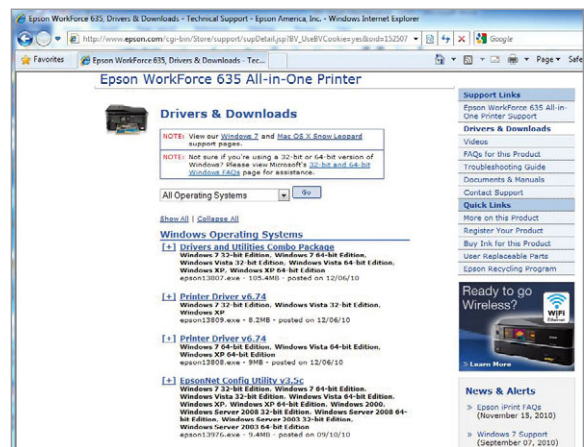 Epson WorkForce 635, Drivers & Downloads - Technical Support - Epson America, Inc. - Windows Internet Explorer
http://www.epson.com/cgi-bin/Store/support/supDetail.jsp?BV_UseBVCookie=yes&oid=152507
Google
Favorites
Epson WorkForce 635, Drivers & Downloads - Tec...
Page
Safe
Epson WorkForce 635 All-in-One Printer
Drivers & Downloads
NOTE: View our Windows 7 and Mac OS X Snow Leopard
support pages.
NOTE: Not sure if you're using a 32-bit or 64-bit version of
Windows? Please view Microsoft's 32-bit and 64-bit
Windows FAQs page for assistance.
All Operating Systems
Go
Show All | Collapse All
Windows Operating Systems
[+] Drivers and Utilities Combo Package
Windows 7 32-bit Edition, Windows 7 64-bit Edition,
Windows Vista 32-bit Edition, Windows Vista 64-bit Edition,
Windows XP, Windows XP 64-bit Edition
epson13807.exe - 105.4MB - posted on 12/06/10
[+] Printer Driver v6.74
Windows 7 32-bit Edition, Windows Vista 32-bit Edition,
Windows XP
epson13809.exe - 8.2MB - posted on 12/06/10
[+] Printer Driver v6.74
Windows 7 64-bit Edition, Windows Vista 64-bit Edition,
Windows XP 64-bit Edition
epson13808.exe - 9MB - posted on 12/06/10
[+] EpsonNet Config Utility v3.5c
Windows 7 32-bit Edition, Windows 7 64-bit Edition,
Windows Vista 32-bit Edition, Windows Vista 64-bit Edition,
Windows XP, Windows XP 64-bit Edition, Windows 2000,
Windows Server 2008 32-bit Edition, Windows Server 2008 64-
bit Edition, Windows Server 2003 32-bit Edition,
Windows Server 2003 64-bit Edition
epson13976.exe - 9.4MB - posted on 09/10/10
Support Links
Epson WorkForce 635 All-in-
One Printer Support
Drivers & Downloads
Videos
FAQs for this Product
Troubleshooting Guide
Documents & Manuals
Contact Support
Quick Links
More on this Product
Register Your Product
Buy Ink for this Product
User Replaceable Parts
Epson Recycling Program
Ready to go
Wireless?
WiFi
Ethernet
» Learn More
News & Alerts
» Epson iPrint FAQs
(November 15, 2010)
» Windows 7 Support
(September 07, 2010)